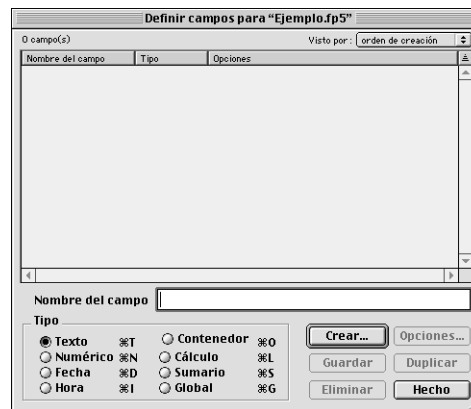 Definir campos para “Ejemplo.fp5”
0 campo(s) Visto por: orden de creación
Nombre del campo Tipo Opciones
Nombre del campo
Tipo
Texto ⌘T Contenedor ⌘O
Numérico ⌘N Cálculo ⌘L
Fecha ⌘D Sumario ⌘S
Hora ⌘I Global ⌘G
Crear... Opciones...
Guardar Duplicar
Eliminar Hecho